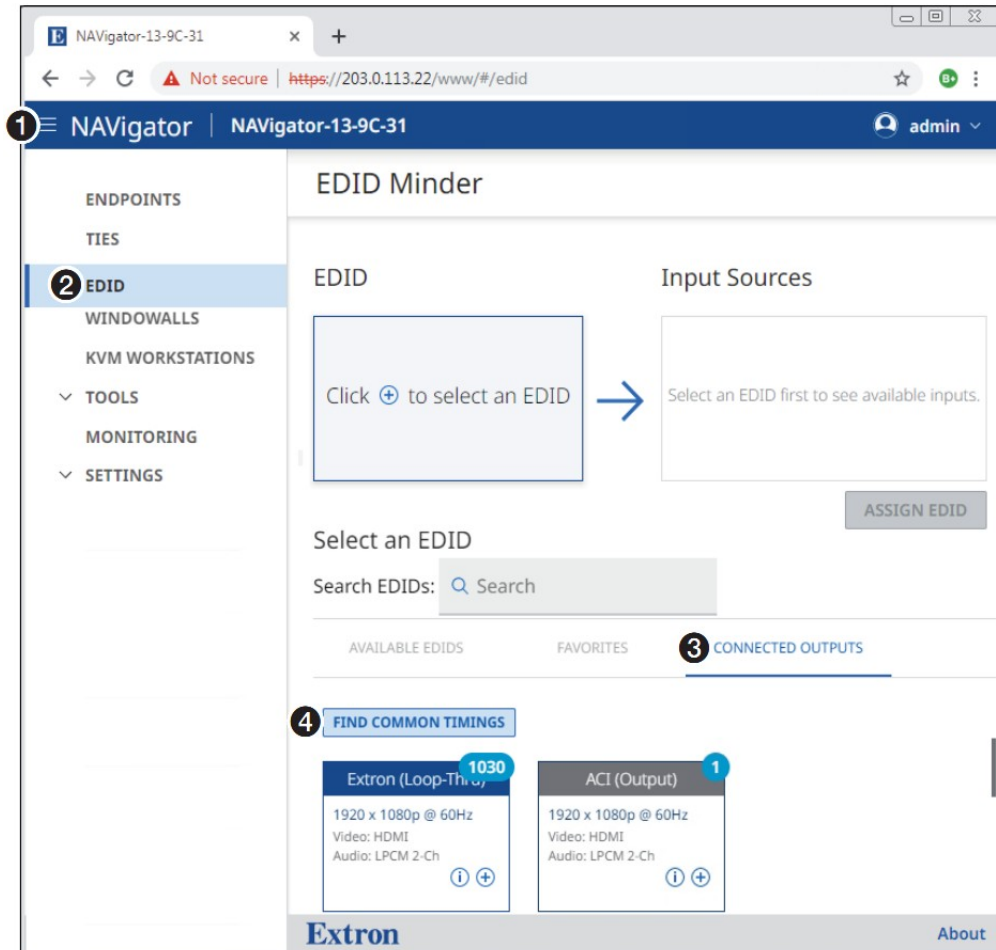 E NAVigator-13-9C-31
Not secure | https://203.0.113.22/www/#/edid
B+
1 NAVigator | NAVigator-13-9C-31
admin
ENDPOINTS
TIES
2 EDID
WINDOWALLS
KVM WORKSTATIONS
TOOLS
MONITORING
SETTINGS
EDID Minder
EDID
Input Sources
Click ⊕ to select an EDID
Select an EDID first to see available inputs.
ASSIGN EDID
Select an EDID
Search EDIDs: Search
AVAILABLE EDIDS
FAVORITES
3 CONNECTED OUTPUTS
4 FIND COMMON TIMINGS
Extron (Loop-Thru)
1030
1920 x 1080p @ 60Hz
Video: HDMI
Audio: LPCM 2-Ch
ACI (Output)
1
1920 x 1080p @ 60Hz
Video: HDMI
Audio: LPCM 2-Ch
Extron
About